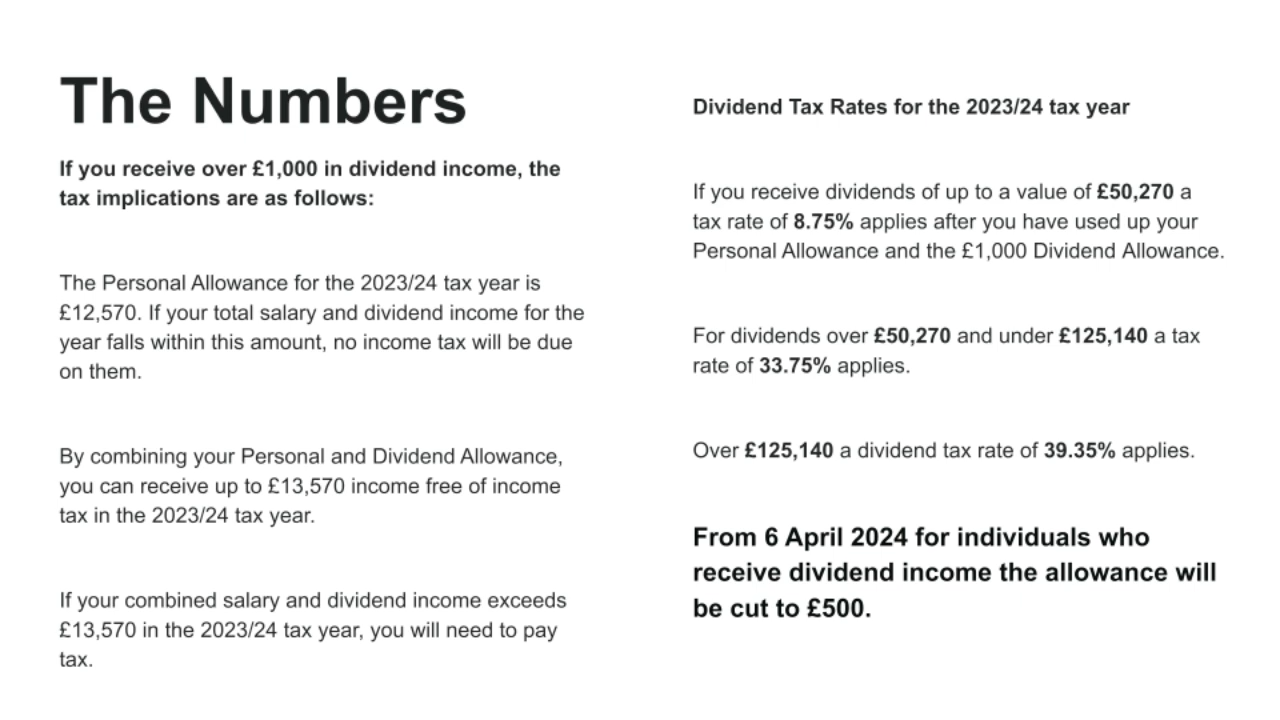 The Numbers
If you receive over £1,000 in dividend income, the
tax implications are as follows:
The Personal Allowance for the 2023/24 tax year is
£12,570. If your total salary and dividend income for the
year falls within this amount, no income tax will be due
on them.
By combining your Personal and Dividend Allowance,
you can receive up to £13,570 income free of income
tax in the 2023/24 tax year.
If your combined salary and dividend income exceeds
£13,570 in the 2023/24 tax year, you will need to pay
tax.
Dividend Tax Rates for the 2023/24 tax year
If you receive dividends of up to a value of £50,270 a
tax rate of 8.75% applies after you have used up your
Personal Allowance and the £1,000 Dividend Allowance.
For dividends over £50,270 and under £125,140 a tax
rate of 33.75% applies.
Over £125,140 a dividend tax rate of 39.35% applies.
From 6 April 2024 for individuals who
receive dividend income the allowance will
be cut to £500.